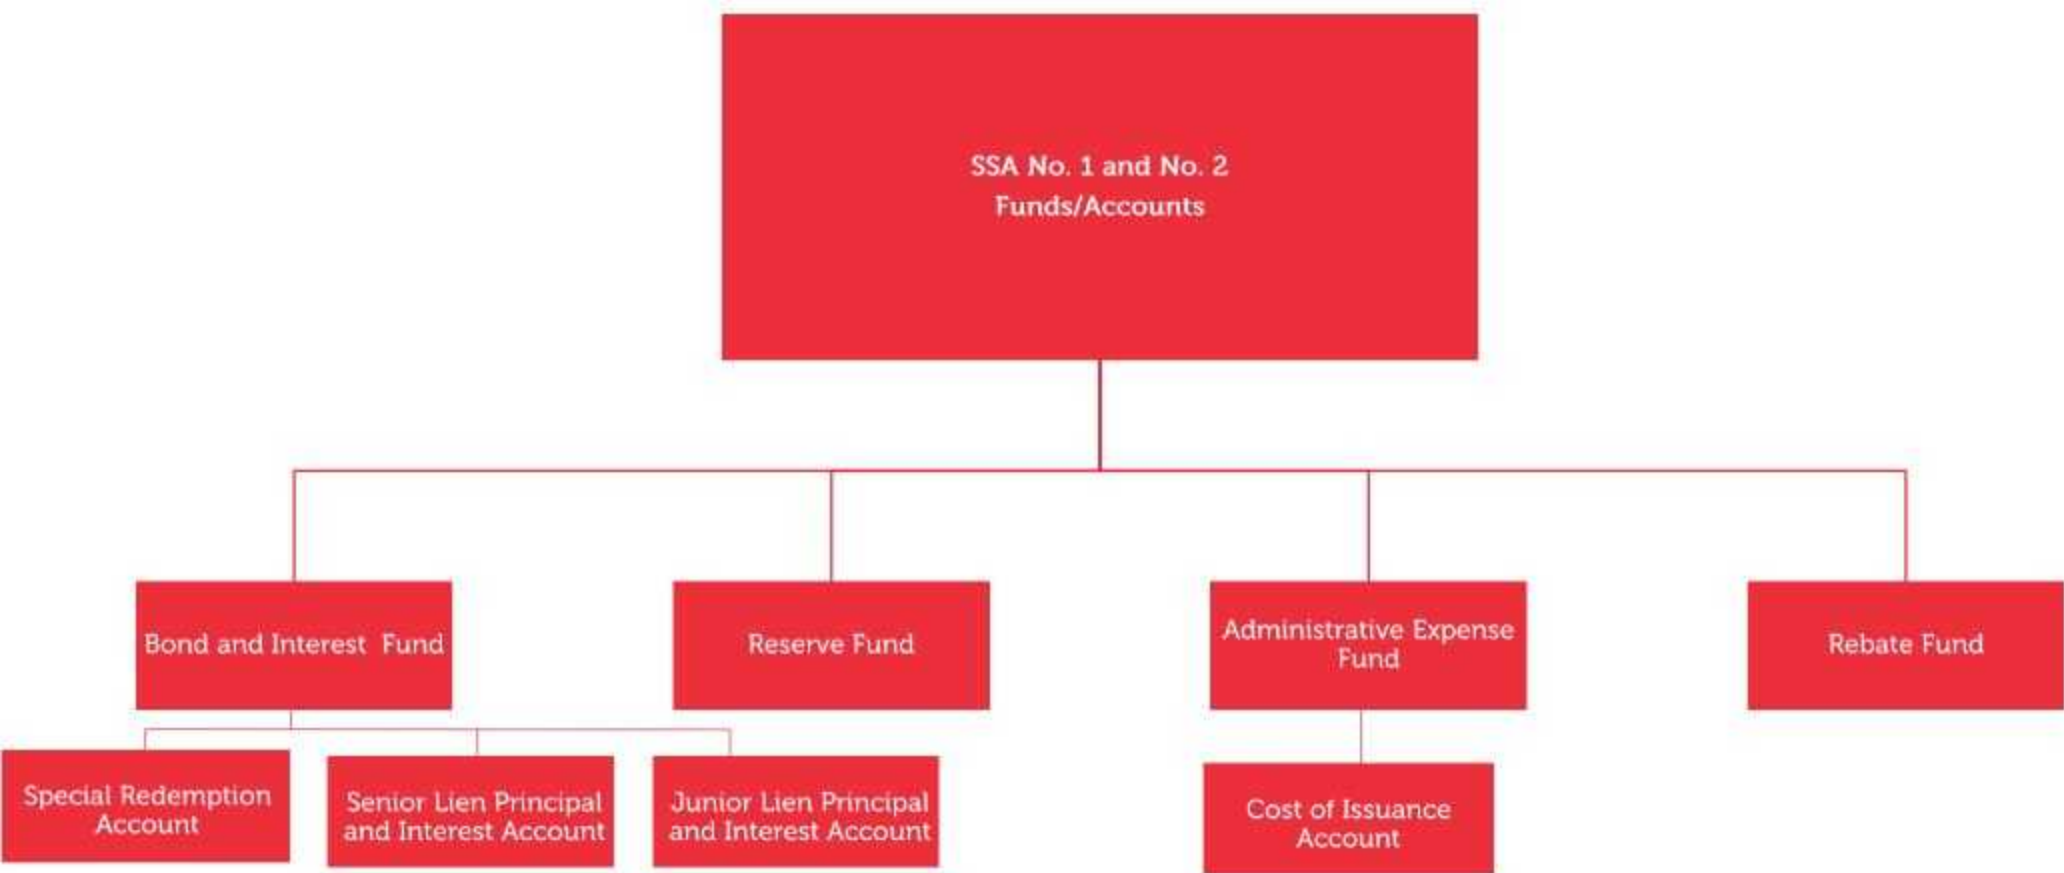 SSA No. 1 and No. 2
Funds/Accounts
Bond and Interest Fund
Reserve Fund
Administrative Expense
Fund
Rebate Fund
Special Redemption
Account
Senior Lien Principal
and Interest Account
Junior Lien Principal
and Interest Account
Cost of Issuance
Account